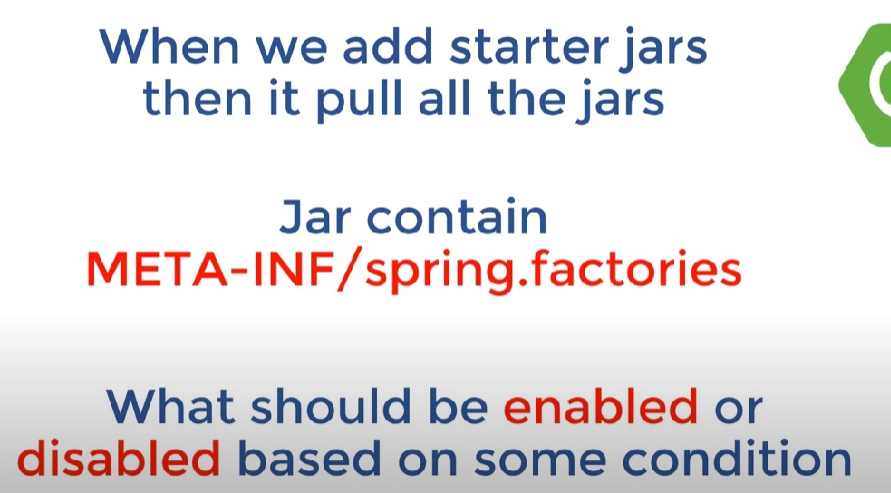 When we add starter jars
then it pull all the jars
Jar contain
META-INF/spring.factories
What should be enabled or
disabled based on some condition